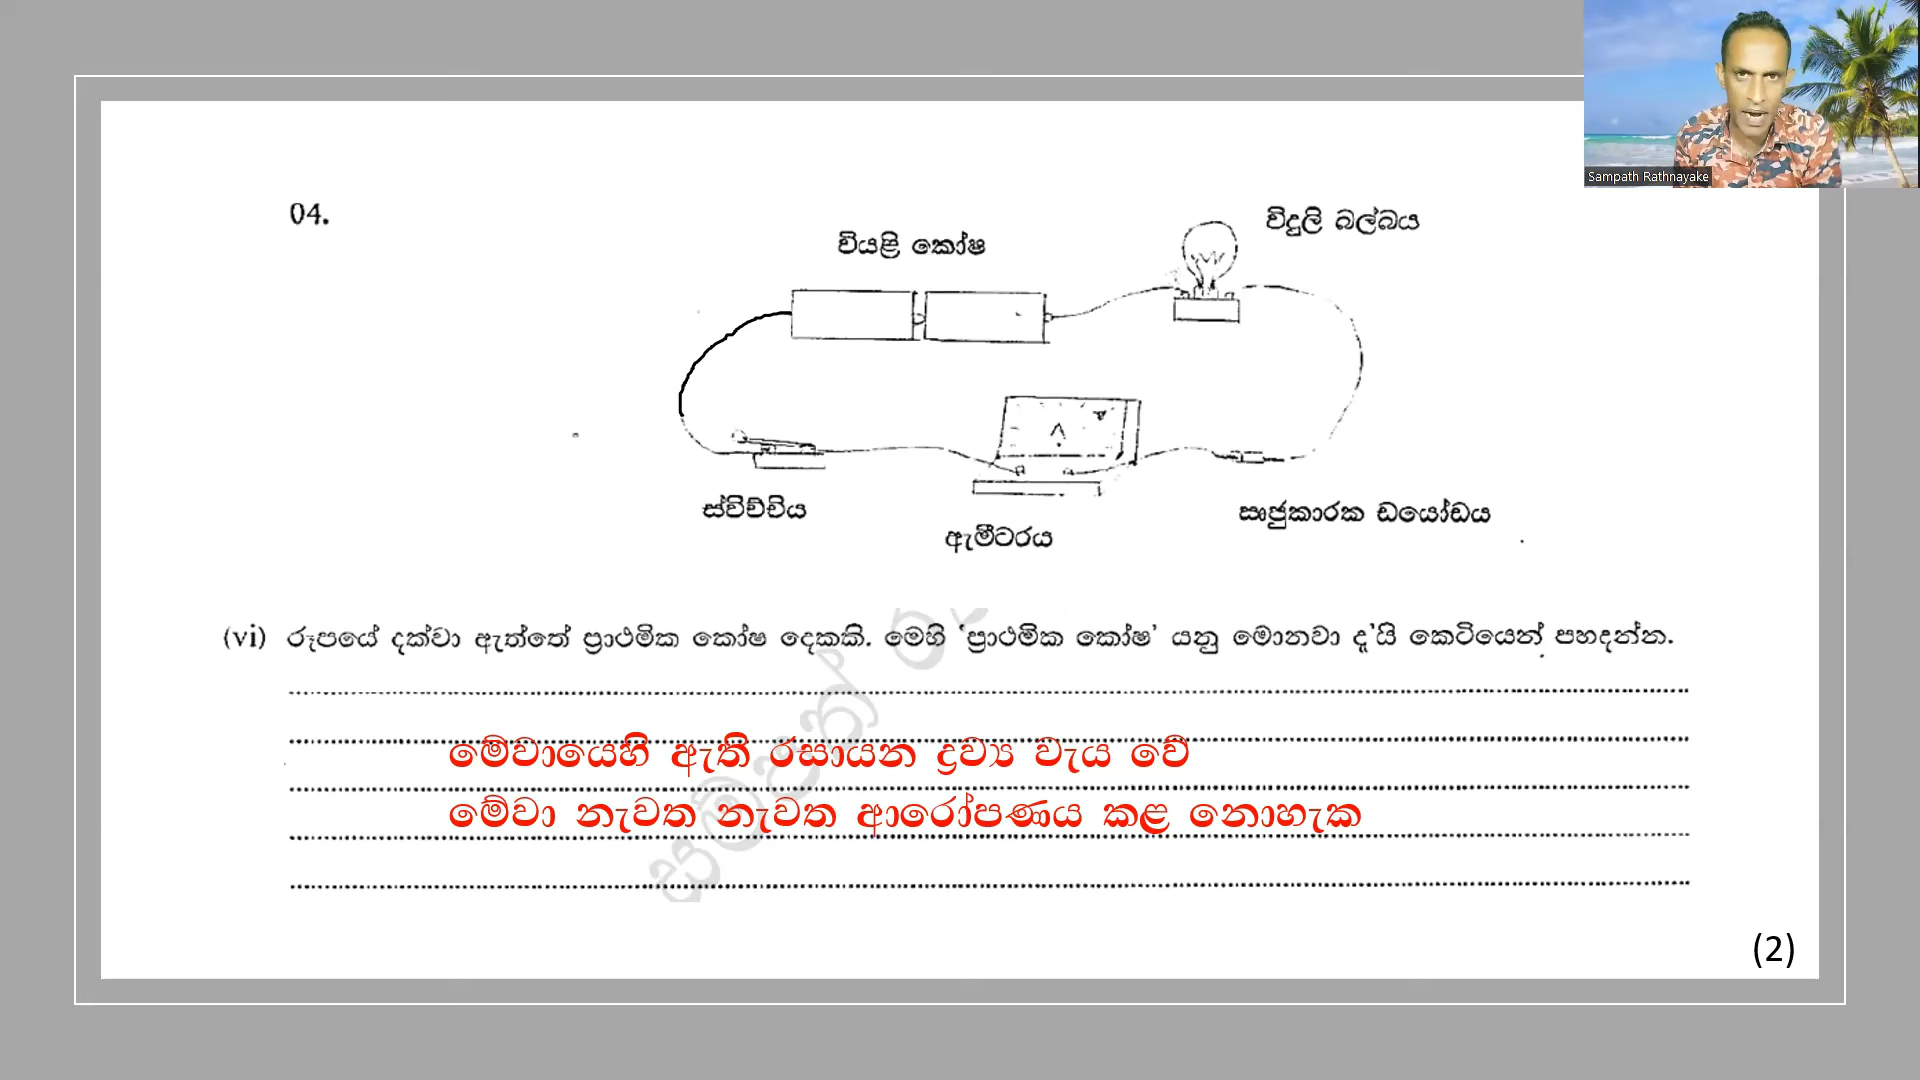 Sampath Rathnayake
04.
වියළි කෝෂ
විදුලි බල්බය
ස්විච්චිය
ඇමීටරය
සෘජුකාරක ඩයෝඩය
(vi) රූපයේ දක්වා ඇත්තේ ප්‍රාථමික කෝෂ දෙකකි. මෙහි 'ප්‍රාථමික කෝෂ' යනු මොනවා දැ'යි කෙටියෙන් පහදන්න.
මේවායෙහි ඇති රසායන ද්‍රව්‍ය වැය වේ
මේවා නැවත නැවත ආරෝපණය කළ නොහැක
(2)